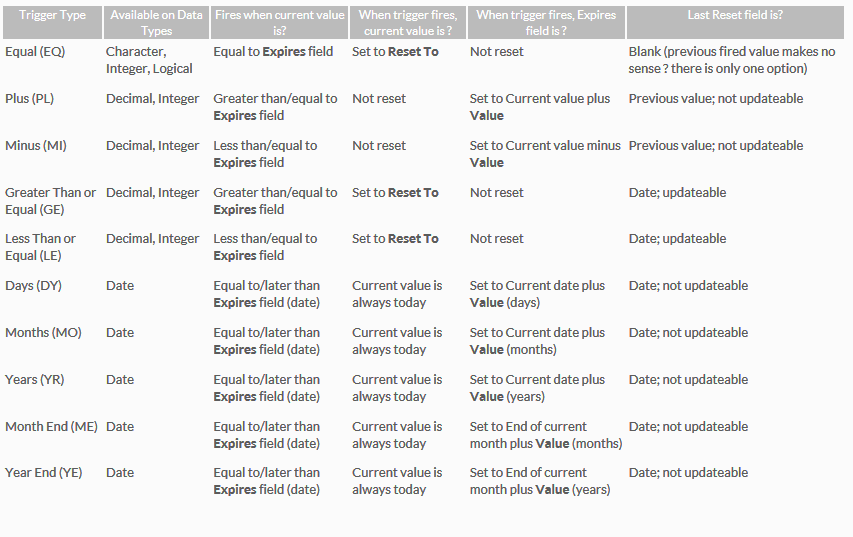 Trigger Type
Available on Data
Types
Fires when current value
is?
When trigger fires,
current value is ?
When trigger fires, Expires
field is ?
Last Reset field is?
Equal (EQ)
Character,
Integer, Logical
Equal to Expires field
Set to Reset To
Not reset
Blank (previous fired value makes no
sense ? there is only one option)
Plus (PL)
Decimal, Integer
Greater than/equal to
Expires field
Not reset
Set to Current value plus
Value
Previous value; not updateable
Minus (MI)
Decimal, Integer
Less than/equal to
Expires field
Not reset
Set to Current value minus
Value
Previous value; not updateable
Greater Than or
Equal (GE)
Decimal, Integer
Greater than/equal to
Expires field
Set to Reset To
Not reset
Date; updateable
Less Than or
Equal (LE)
Decimal, Integer
Less than/equal to
Expires field
Set to Reset To
Not reset
Date; updateable
Days (DY)
Date
Equal to/later than
Expires field (date)
Current value is
always today
Set to Current date plus
Value (days)
Date; not updateable
Months (MO)
Date
Equal to/later than
Expires field (date)
Current value is
always today
Set to Current date plus
Value (months)
Date; not updateable
Years (YR)
Date
Equal to/later than
Expires field (date)
Current value is
always today
Set to Current date plus
Value (years)
Date; not updateable
Month End (ME)
Date
Equal to/later than
Expires field (date)
Current value is
always today
Set to End of current
month plus Value (months)
Date; not updateable
Year End (YE)
Date
Equal to/later than
Expires field (date)
Current value is
always today
Set to End of current
month plus Value (years)
Date; not updateable